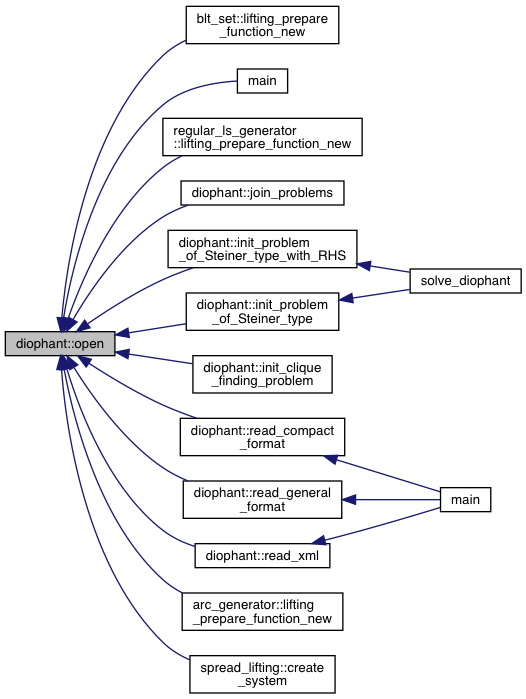 blt_set::lifting_prepare
_function_new
main
regular_ls_generator
::lifting_prepare_function_new
diophant::join_problems
diophant::init_problem
_of_Steiner_type_with_RHS
solve_diophant
diophant::init_problem
_of_Steiner_type
diophant::open
diophant::init_clique
_finding_problem
diophant::read_compact
_format
diophant::read_general
_format
main
diophant::read_xml
arc_generator::lifting
_prepare_function_new
spread_lifting::create
_system